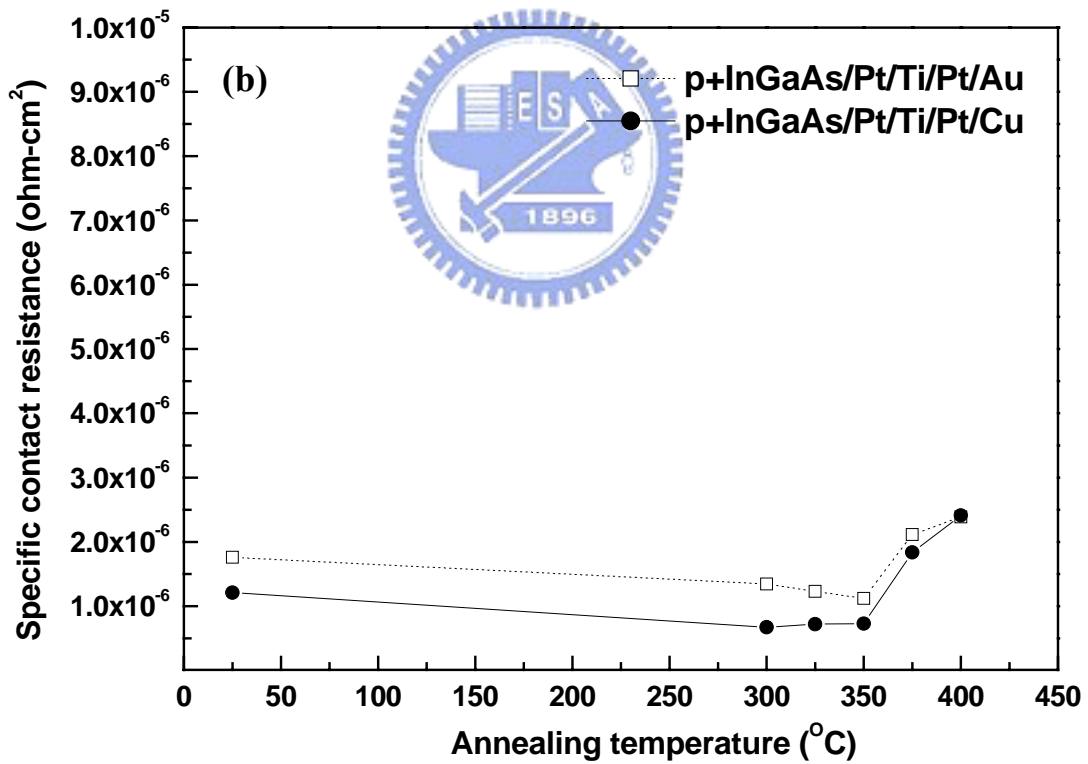 (b)
p+InGaAs/Pt/Ti/Pt/Au
p+InGaAs/Pt/Ti/Pt/Cu
E S A
1896
Specific contact resistance (ohm-cm²)
1.0x10⁻⁵
9.0x10⁻⁶
8.0x10⁻⁶
7.0x10⁻⁶
6.0x10⁻⁶
5.0x10⁻⁶
4.0x10⁻⁶
3.0x10⁻⁶
2.0x10⁻⁶
1.0x10⁻⁶
0 50 100 150 200 250 300 350 400 450
Annealing temperature (°C)